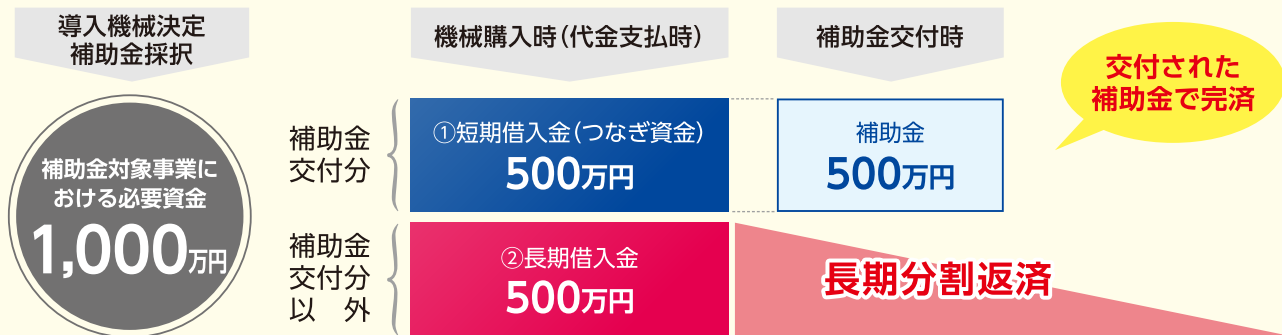 導入機械決定
補助金採択
機械購入時（代金支払時）
補助金交付時
交付された
補助金で完済
補助金対象事業に
おける必要資金
1,000万円
補助金
交付分
①短期借入金（つなぎ資金）
500万円
補助金
500万円
補助金
交付分
以　外
②長期借入金
500万円
長期分割返済